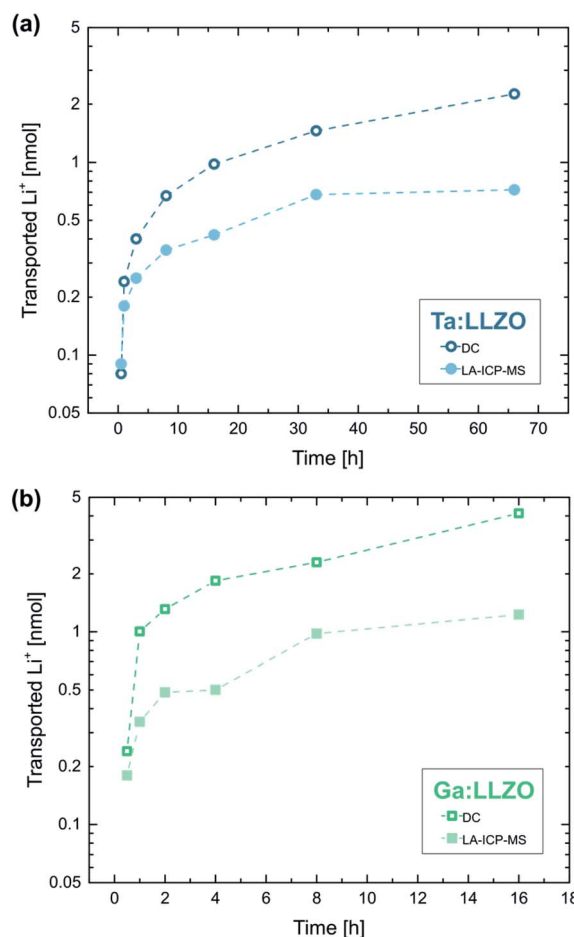 (a)
5
2
1
0.5
0.2
0.1
0.05
Transported Li⁺ [nmol]
Ta:LLZO
DC
LA-ICP-MS
0 10 20 30 40 50 60 70
Time [h]
(b)
5
2
1
0.5
0.2
0.1
0.05
Transported Li⁺ [nmol]
Ga:LLZO
DC
LA-ICP-MS
0 2 4 6 8 10 12 14 16 18
Time [h]